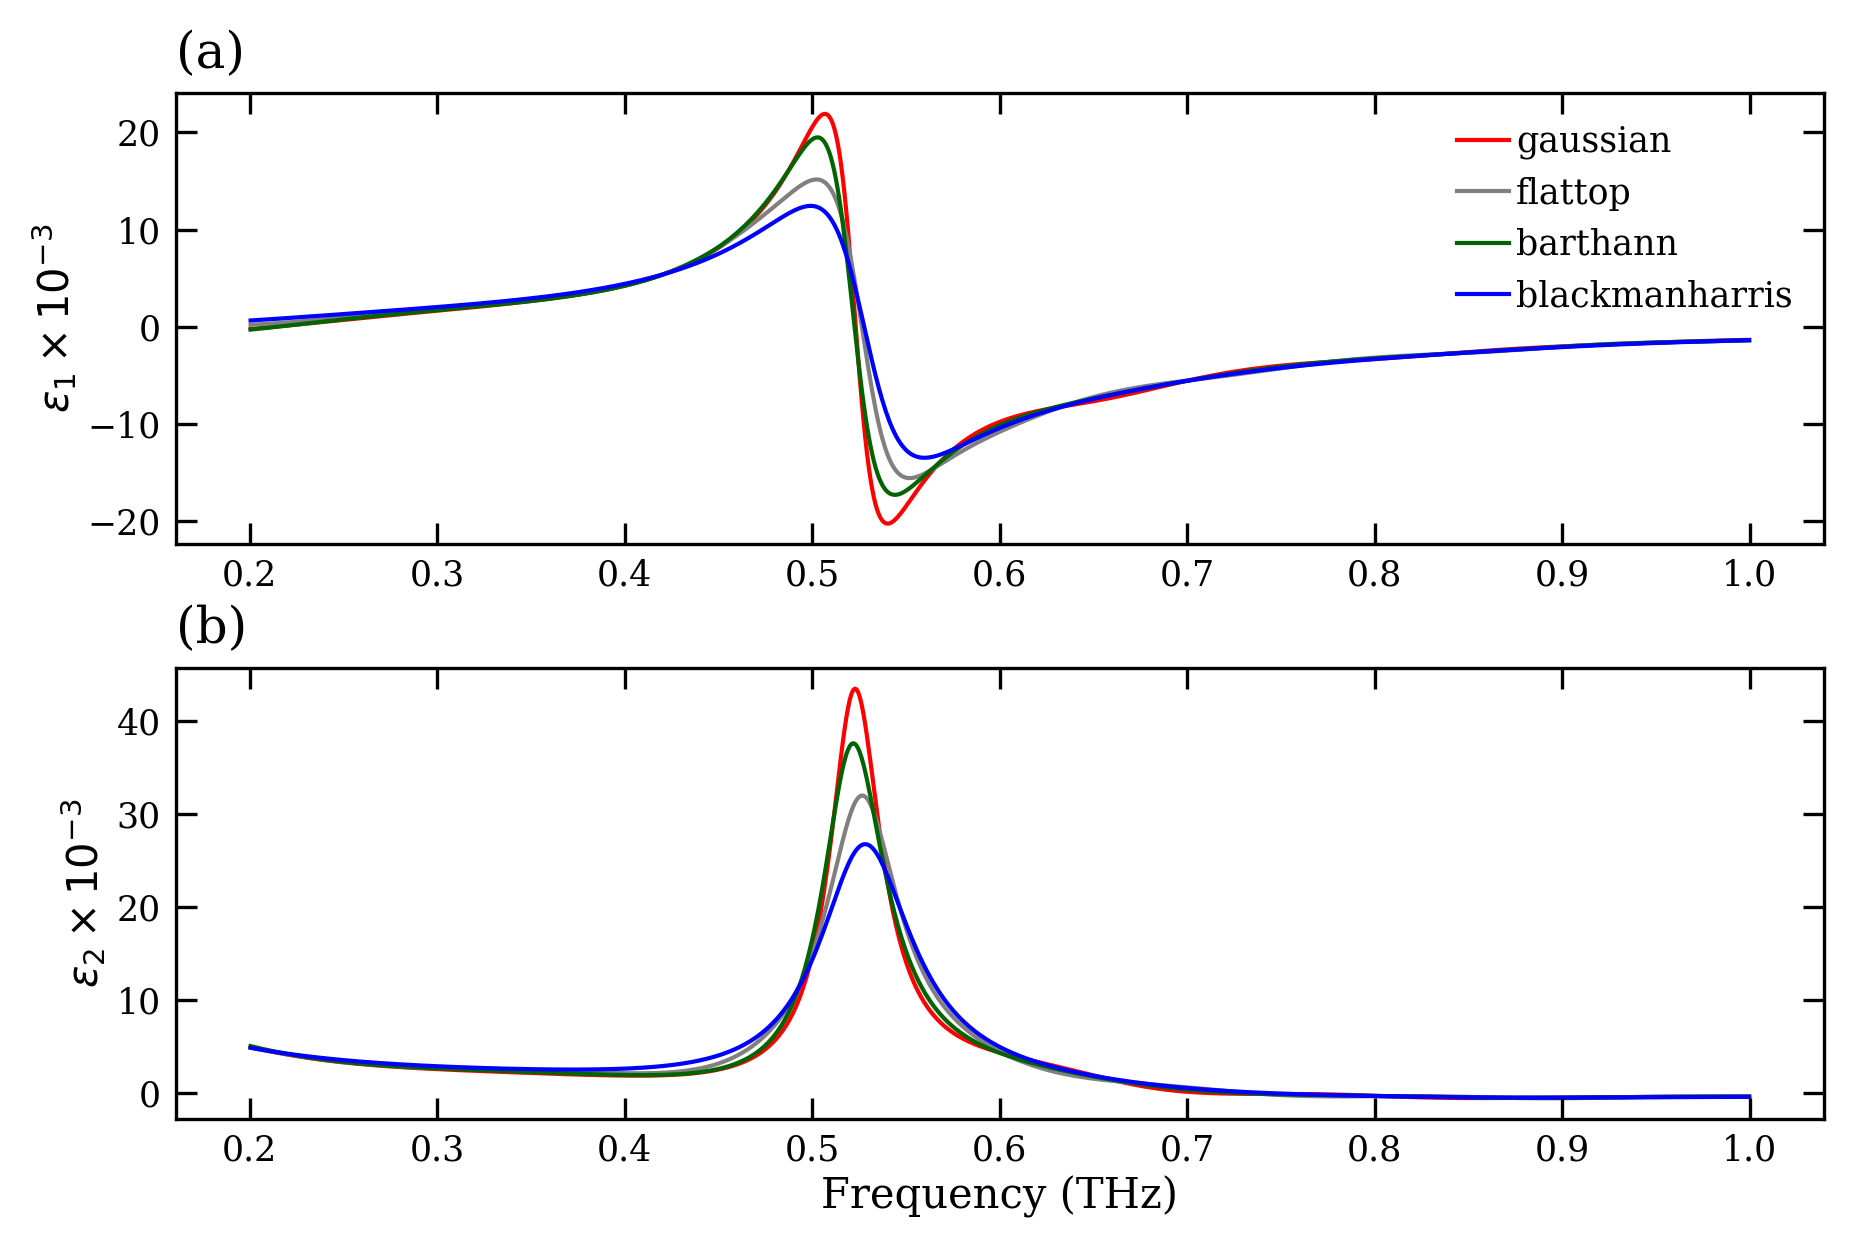 (a)
ε₁ × 10⁻³
20
10
0
−10
−20
gaussian
flattop
barthann
blackmanharris
0.2 0.3 0.4 0.5 0.6 0.7 0.8 0.9 1.0
(b)
ε₂ × 10⁻³
40
30
20
10
0
0.2 0.3 0.4 0.5 0.6 0.7 0.8 0.9 1.0
Frequency (THz)